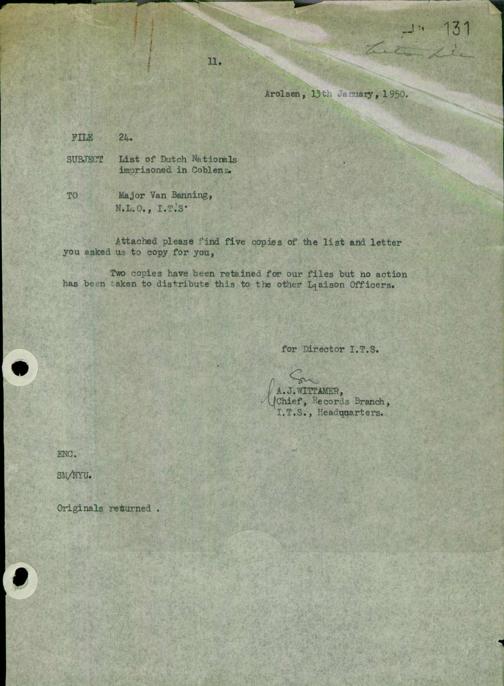 131
11.
Arolsen, 13th January, 1950.
FILE 24.
SUBJECT List of Dutch Nationals
imprisoned in Coblenz.
TO Major Van Banning,
N.L.O., I.T.S.
Attached please find five copies of the list and letter
you asked us to copy for you,
Two copies have been retained for our files but no action
has been taken to distribute this to the other Liaison Officers.
for Director I.T.S.
A.J.WITTAMER,
Chief, Records Branch,
I.T.S., Headquarters.
ENC.
SM/NYU.
Originals returned .